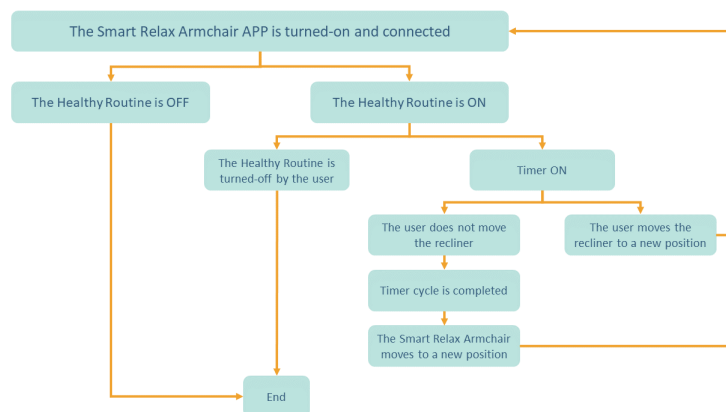 The Smart Relax Armchair APP is turned-on and connected
The Healthy Routine is OFF
The Healthy Routine is ON
The Healthy Routine is
turned-off by the user
Timer ON
The user does not move
the recliner
The user moves the
recliner to a new position
Timer cycle is completed
The Smart Relax Armchair
moves to a new position
End